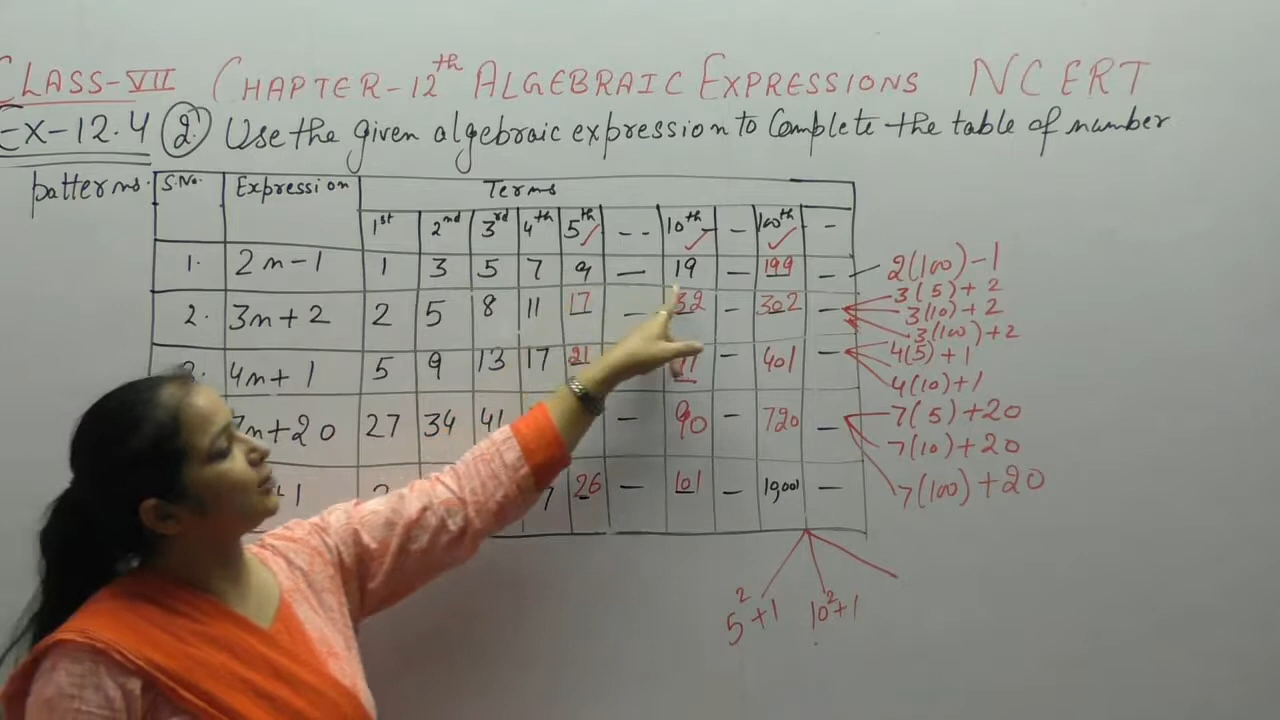 CLASS-VII CHAPTER-12th ALGEBRAIC EXPRESSIONS NCERT
EX-12.4 (2) Use the given algebraic expression to complete the table of number
patterns.
S.No. Expression Terms
1st 2nd 3rd 4th 5th -- 10th - 100th -
1. 2n-1 1 3 5 7 9 - 19 - 199 -
2. 3n+2 2 5 8 11 17 - 32 - 302 -
3. 4n+1 5 9 13 17 21 - 401 -
7n+20 27 34 41 - 90 - 720 -
+1 7 26 - 101 - 19001 -
2(100)-1
3(5)+2
3(10)+2
3(100)+2
4(5)+1
4(10)+1
7(5)+20
7(10)+20
7(100)+20
5²+1 10²+1